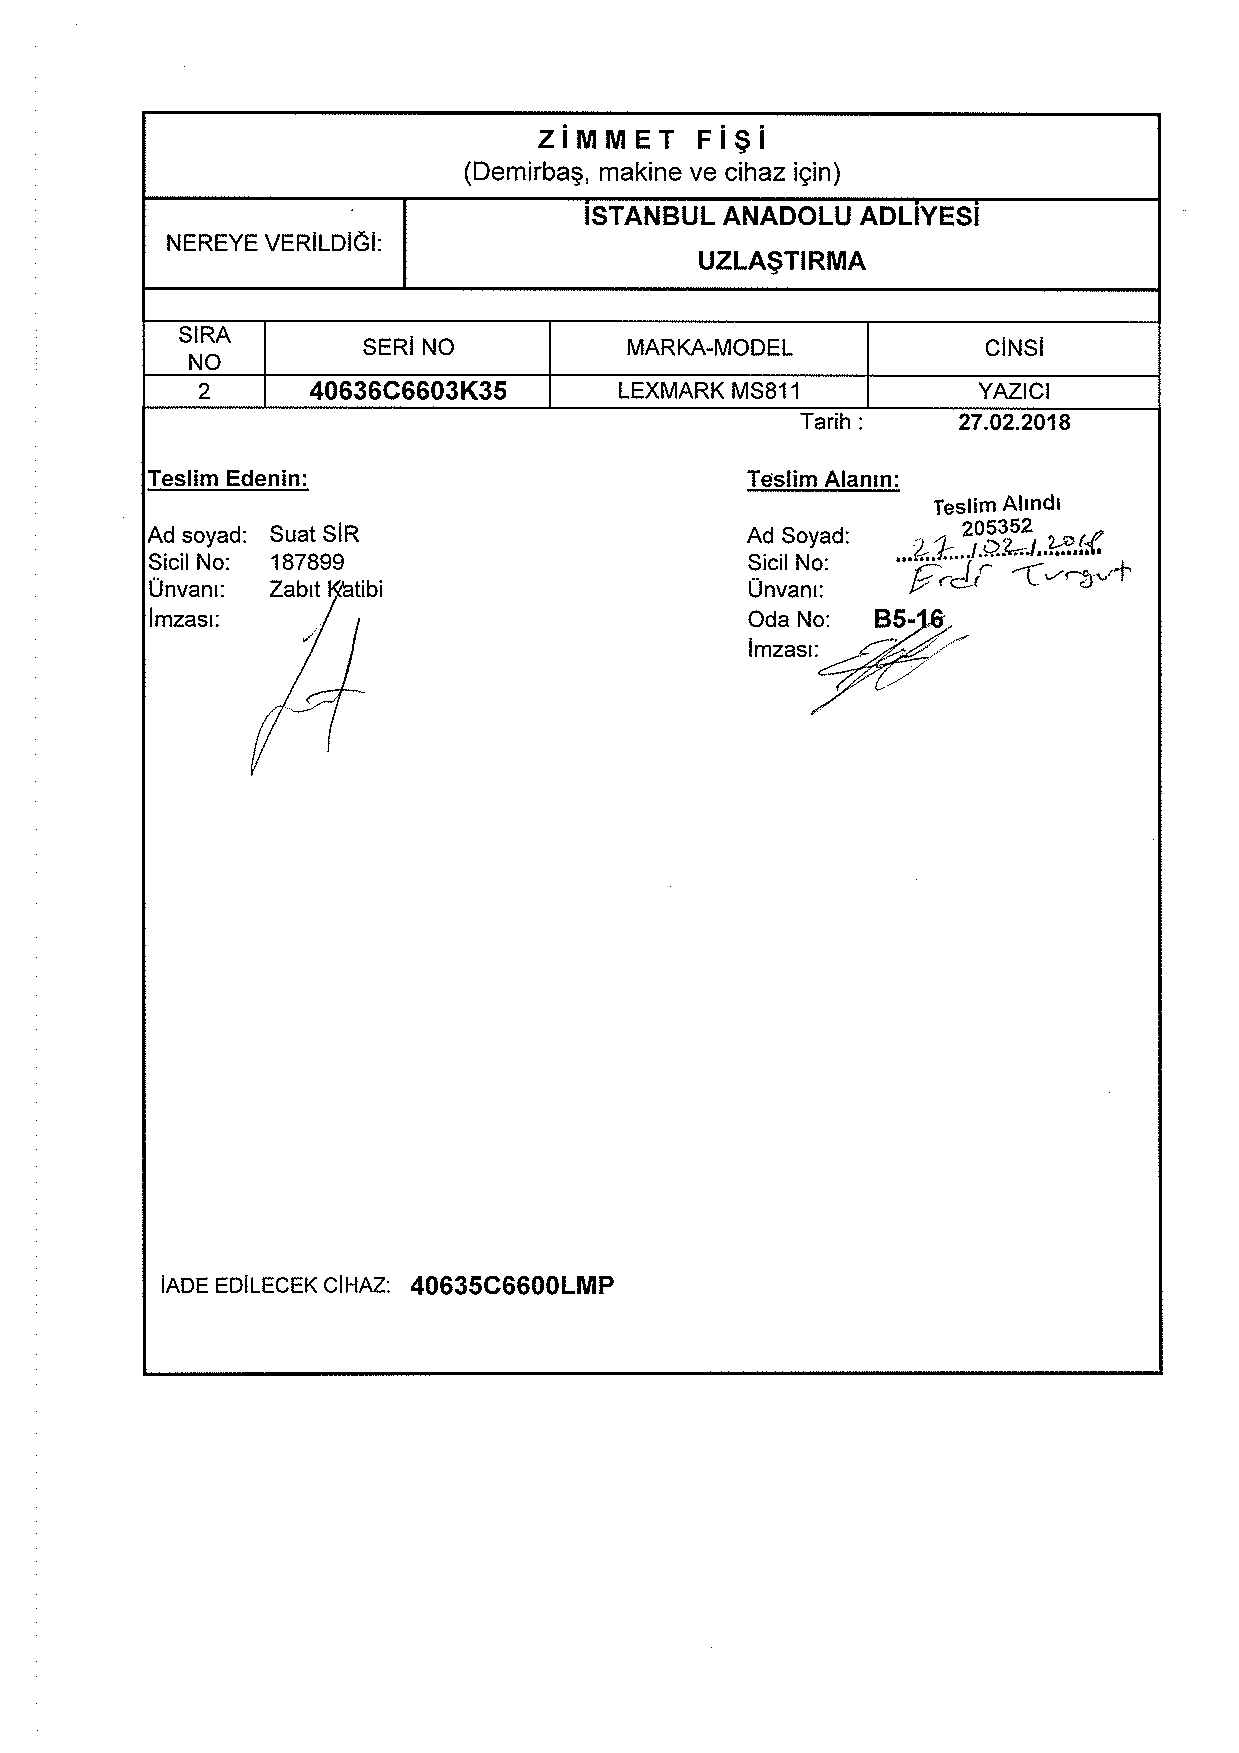 ZİMMET FİŞİ
(Demirbaş, makine ve cihaz için)
NEREYE VERİLDİĞİ:
İSTANBUL ANADOLU ADLİYESİ
UZLAŞTIRMA
SIRA NO SERİ NO MARKA-MODEL CİNSİ
2 40636C6603K35 LEXMARK MS811 YAZICI
Tarih : 27.02.2018
Teslim Edenin:
Ad soyad: Suat SİR
Sicil No: 187899
Ünvanı: Zabıt Katibi
İmzası:
Teslim Alanın:
Teslim Alındı
Ad Soyad: 205352
27.02.2018
Sicil No: Erdi Turgut
Ünvanı:
Oda No: B5-16
İmzası:
İADE EDİLECEK CİHAZ: 40635C6600LMP